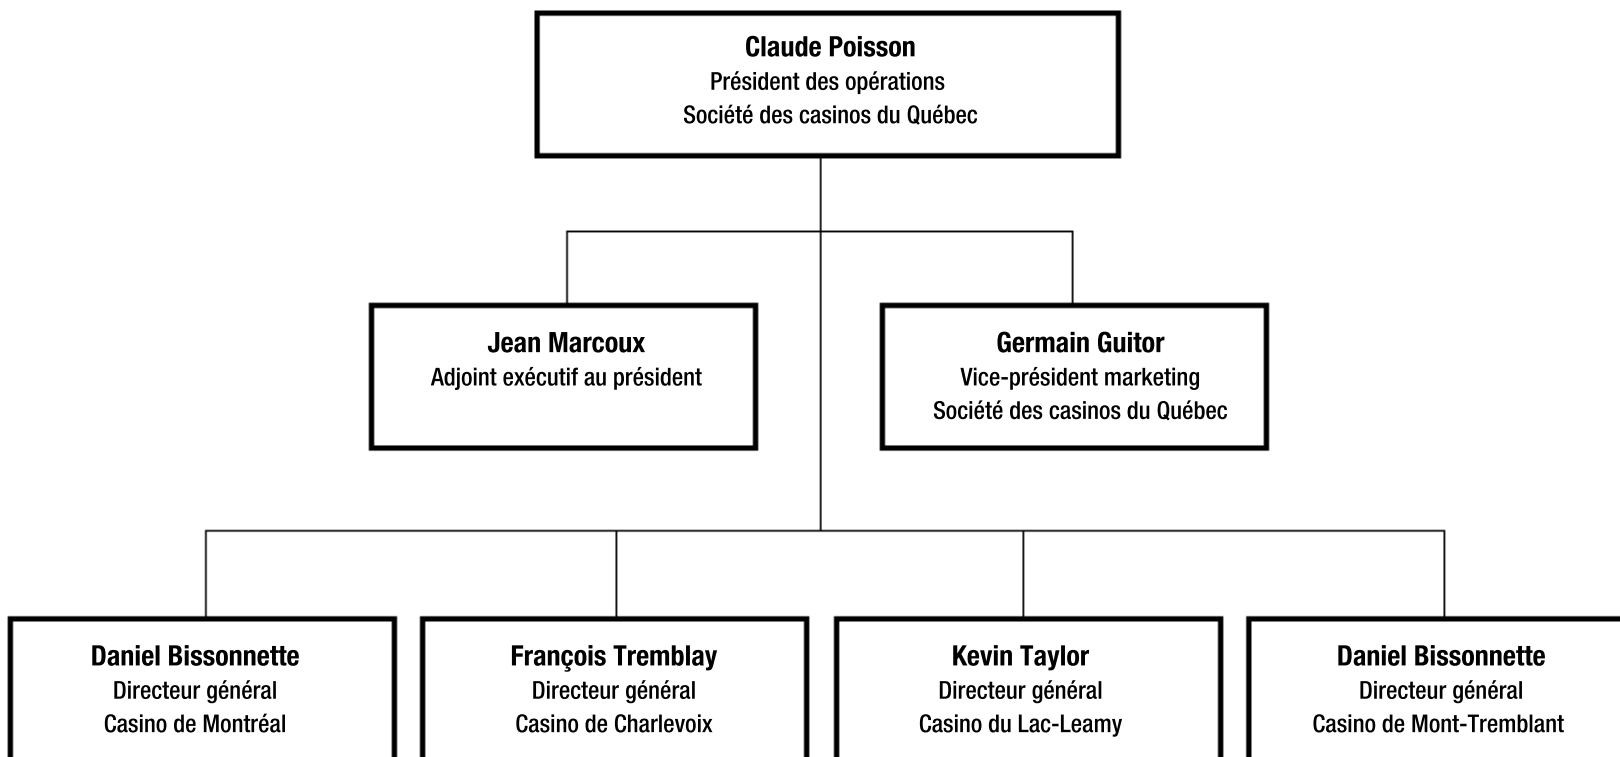 Claude Poisson
Président des opérations
Société des casinos du Québec
Jean Marcoux
Adjoint exécutif au président
Germain Guitor
Vice-président marketing
Société des casinos du Québec
Daniel Bissonnette
Directeur général
Casino de Montréal
François Tremblay
Directeur général
Casino de Charlevoix
Kevin Taylor
Directeur général
Casino du Lac-Leamy
Daniel Bissonnette
Directeur général
Casino de Mont-Tremblant